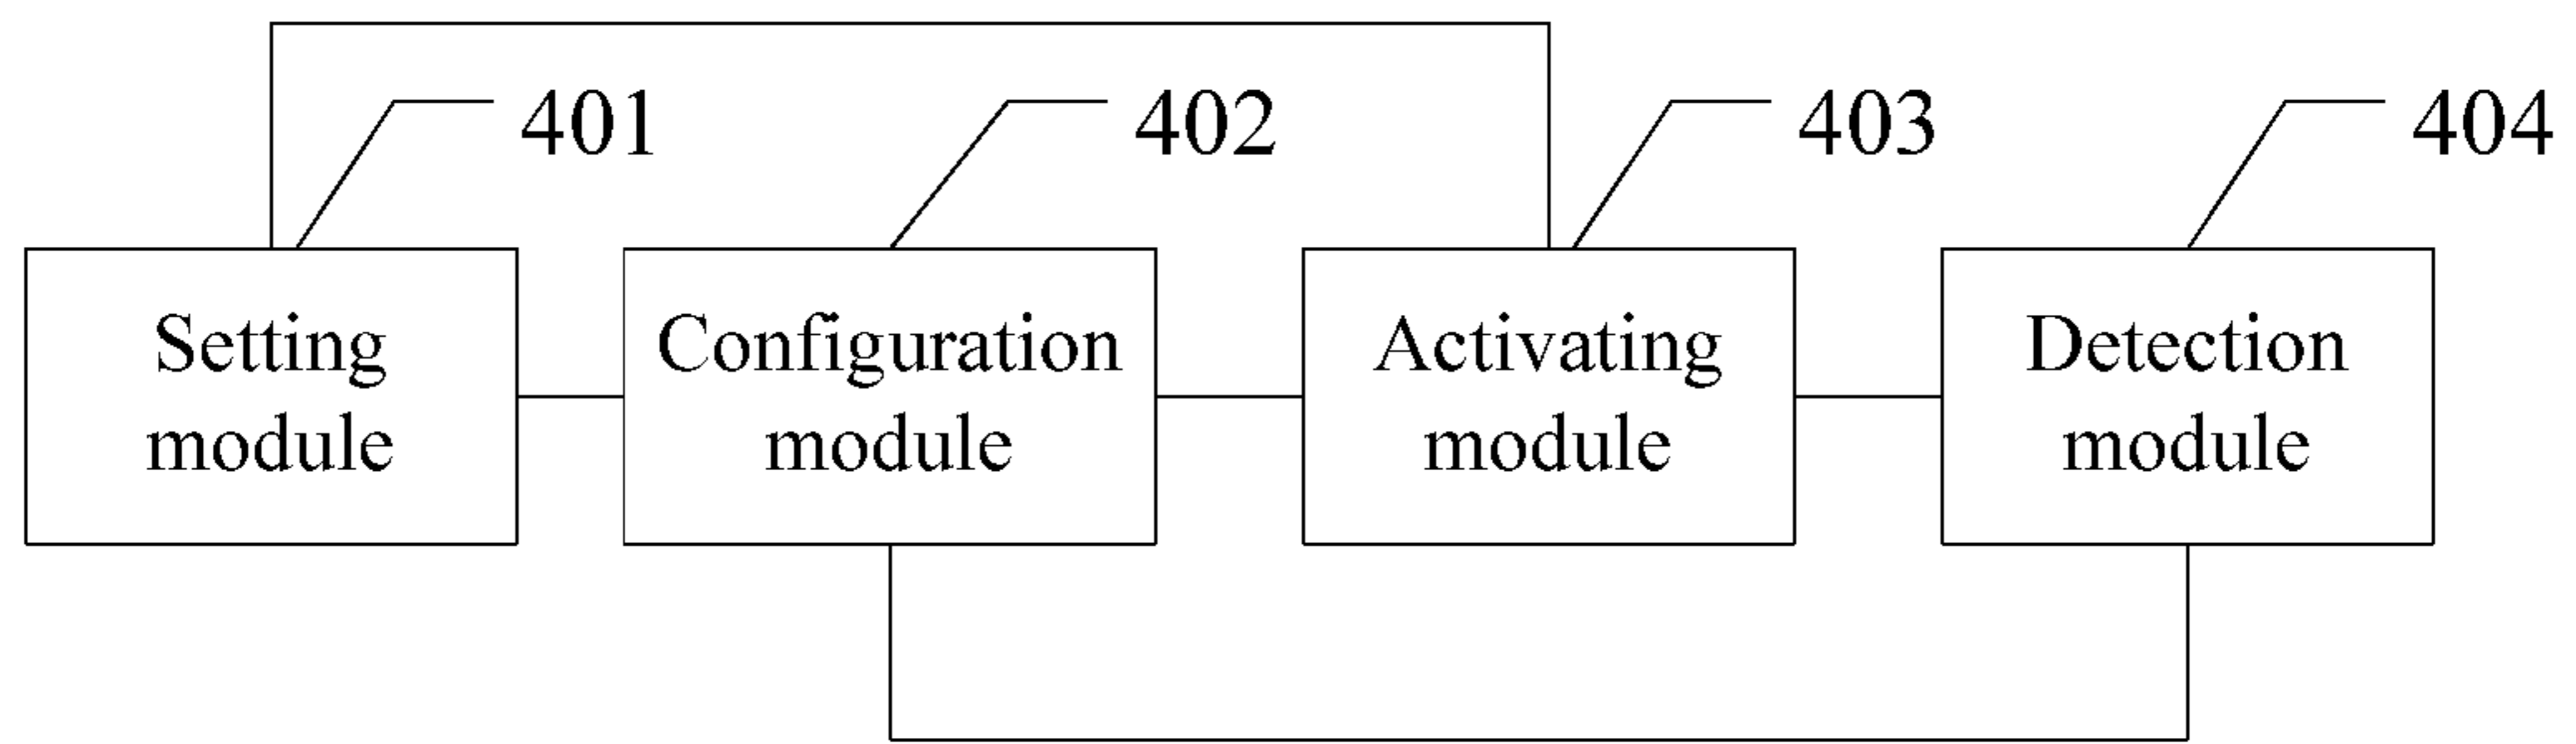 401
402
403
404
Setting
module
Configuration
module
Activating
module
Detection
module